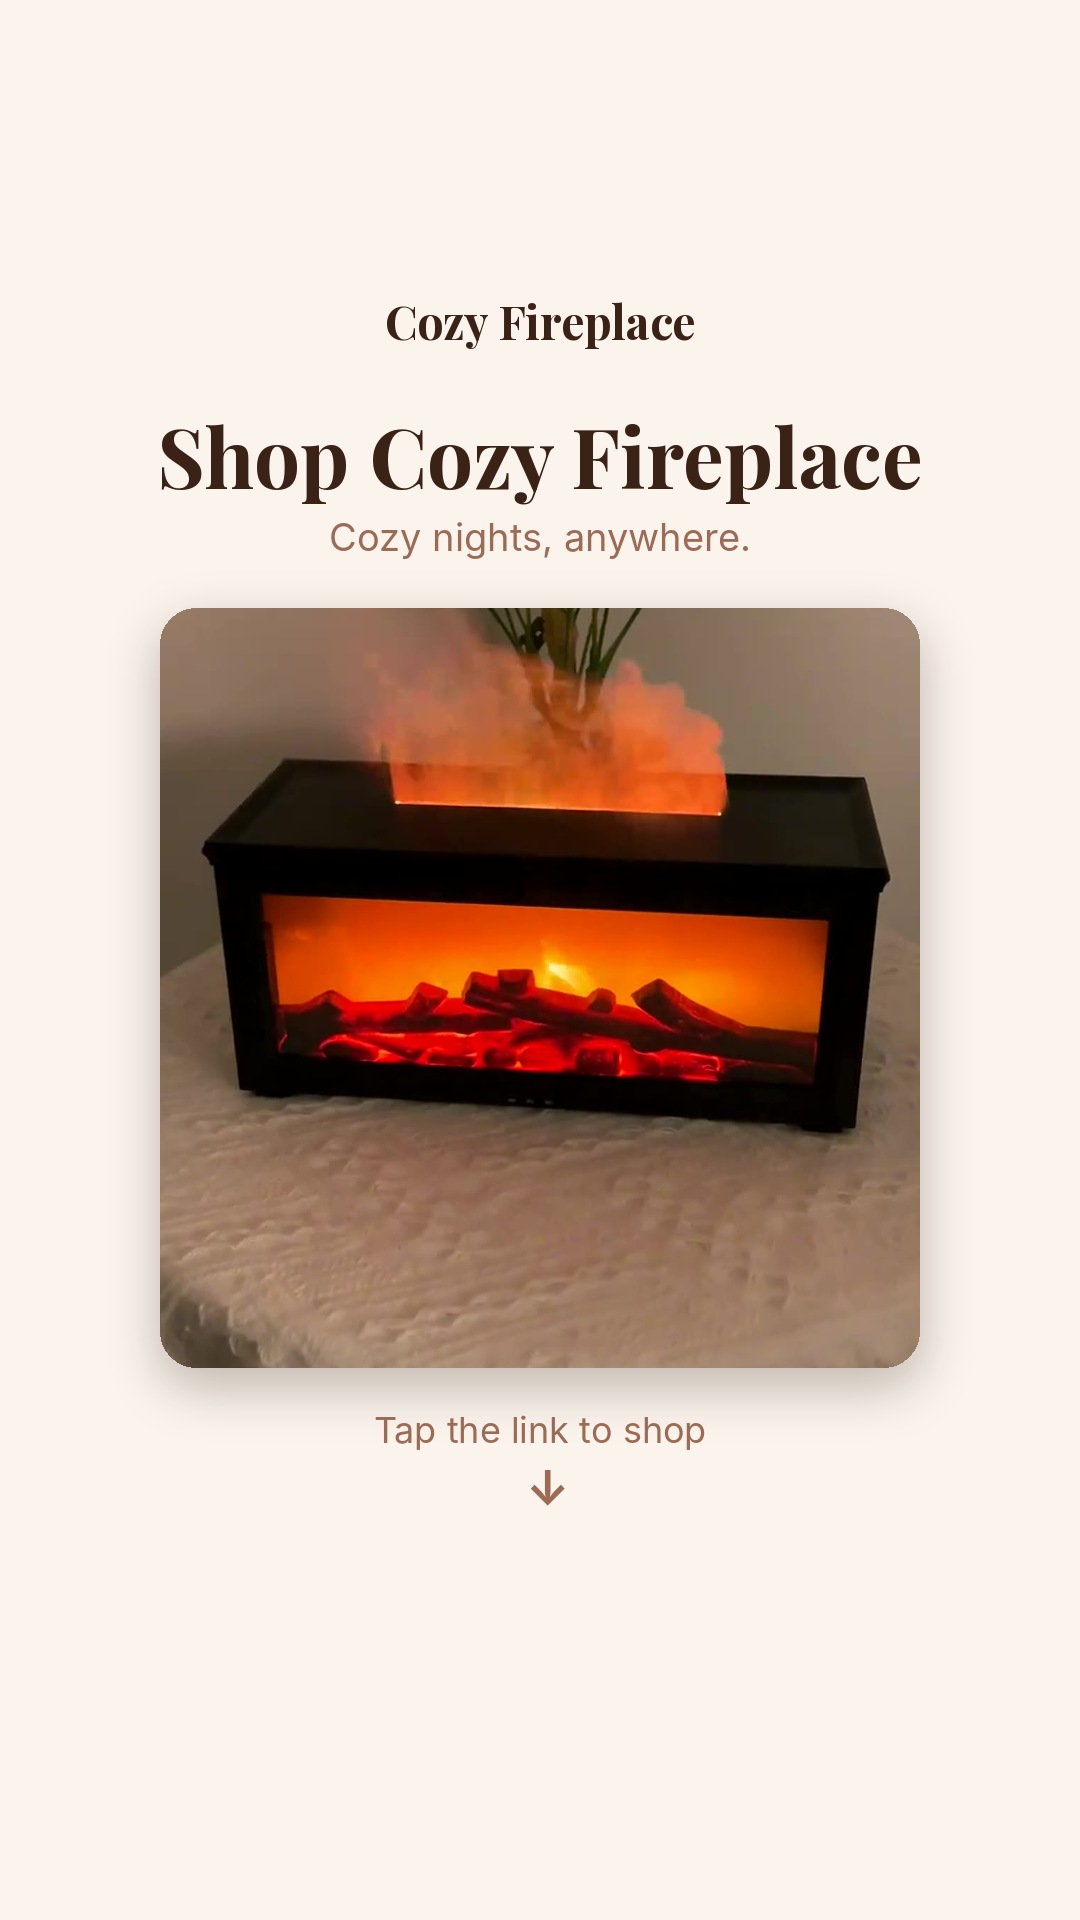 Cozy Fireplace
Shop Cozy Fireplace
Cozy nights, anywhere.
Tap the link to shop
↓